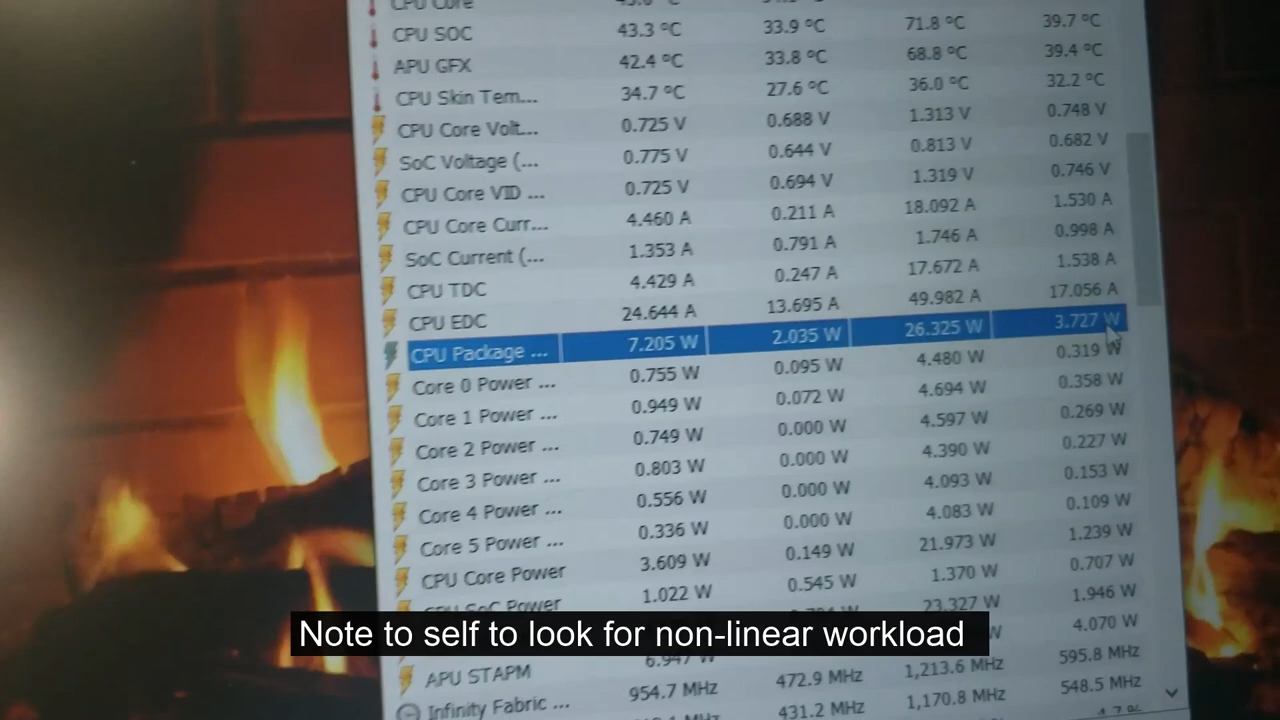 CPU Core
CPU SOC 43.3 °C 33.9 °C 71.8 °C 39.7 °C
APU GFX 42.4 °C 33.8 °C 68.8 °C 39.4 °C
CPU Skin Tem... 34.7 °C 27.6 °C 36.0 °C 32.2 °C
CPU Core Volt... 0.725 V 0.688 V 1.313 V 0.748 V
SoC Voltage (... 0.775 V 0.644 V 0.813 V 0.682 V
CPU Core VID ... 0.725 V 0.694 V 1.319 V 0.746 V
CPU Core Curr... 4.460 A 0.211 A 18.092 A 1.530 A
SoC Current (... 1.353 A 0.791 A 1.746 A 0.998 A
CPU TDC 4.429 A 0.247 A 17.672 A 1.538 A
CPU EDC 24.644 A 13.695 A 49.982 A 17.056 A
CPU Package ... 7.205 W 2.035 W 26.325 W 3.727 W
Core 0 Power ... 0.755 W 0.095 W 4.480 W 0.319 W
Core 1 Power ... 0.949 W 0.072 W 4.694 W 0.358 W
Core 2 Power ... 0.749 W 0.000 W 4.597 W 0.269 W
Core 3 Power ... 0.803 W 0.000 W 4.390 W 0.227 W
Core 4 Power ... 0.556 W 0.000 W 4.093 W 0.153 W
Core 5 Power ... 0.336 W 0.000 W 4.083 W 0.109 W
CPU Core Power 3.609 W 0.149 W 21.973 W 1.239 W
CPU SoC Power 1.022 W 0.545 W 1.370 W 0.707 W
23.327 W 1.946 W
Note to self to look for non-linear workload
APU STAPM 6.947 W W 4.070 W
Infinity Fabric ... 954.7 MHz 472.9 MHz 1,213.6 MHz 595.8 MHz
MHz 431.2 MHz 1,170.8 MHz 548.5 MHz